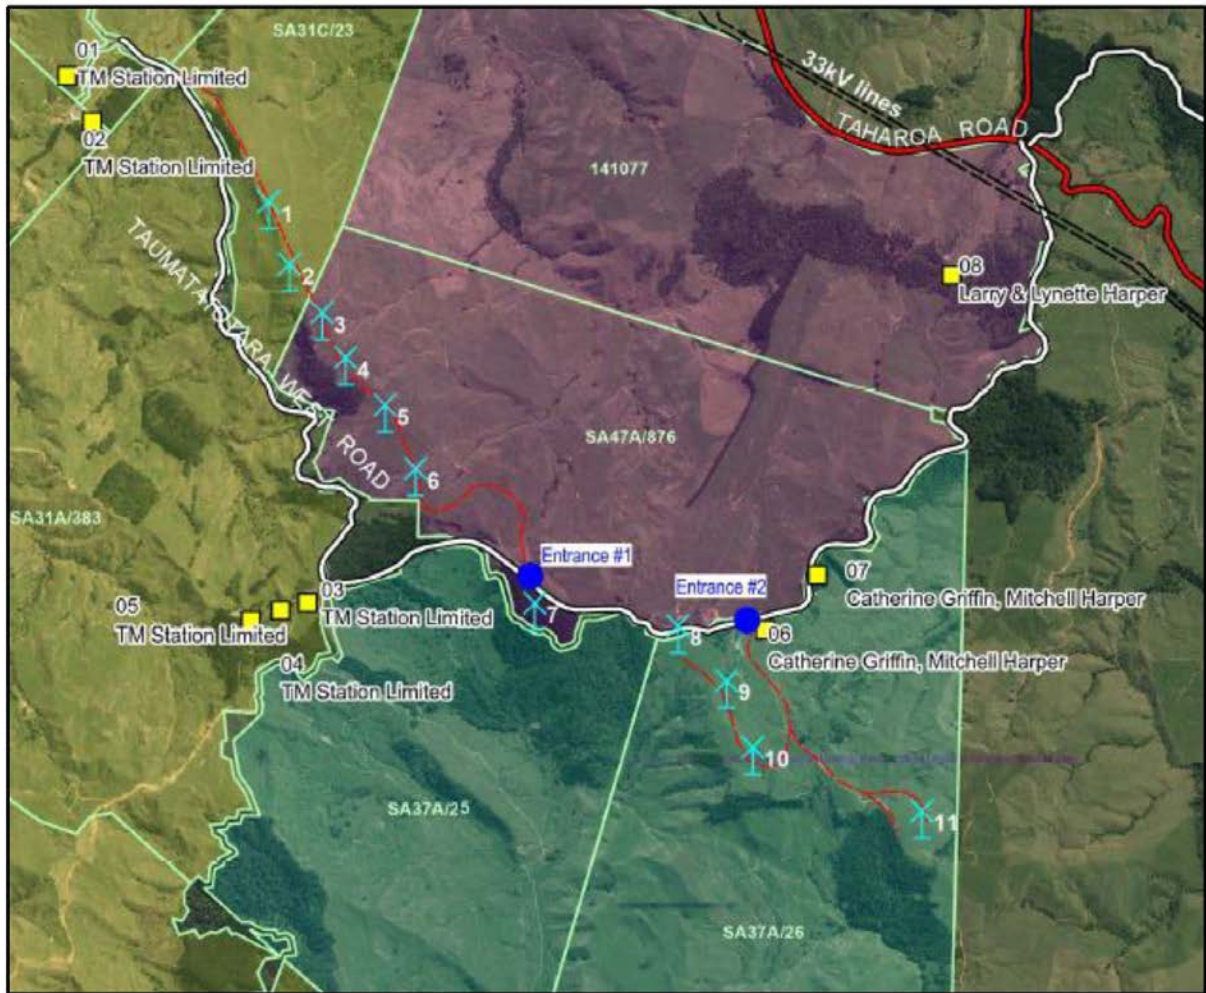 SA31C/23
01
TM Station Limited
02
TM Station Limited
33kV lines
TAHAROA ROAD
141077
1
2
3
4
5
6
TAUMATATOTARA WEST ROAD
08
Larry & Lynette Harper
SA47A/876
SA31A/383
Entrance #1
Entrance #2
07
Catherine Griffin, Mitchell Harper
03
TM Station Limited
05
TM Station Limited
7
8
06
Catherine Griffin, Mitchell Harper
04
TM Station Limited
9
10
11
SA37A/25
SA37A/26